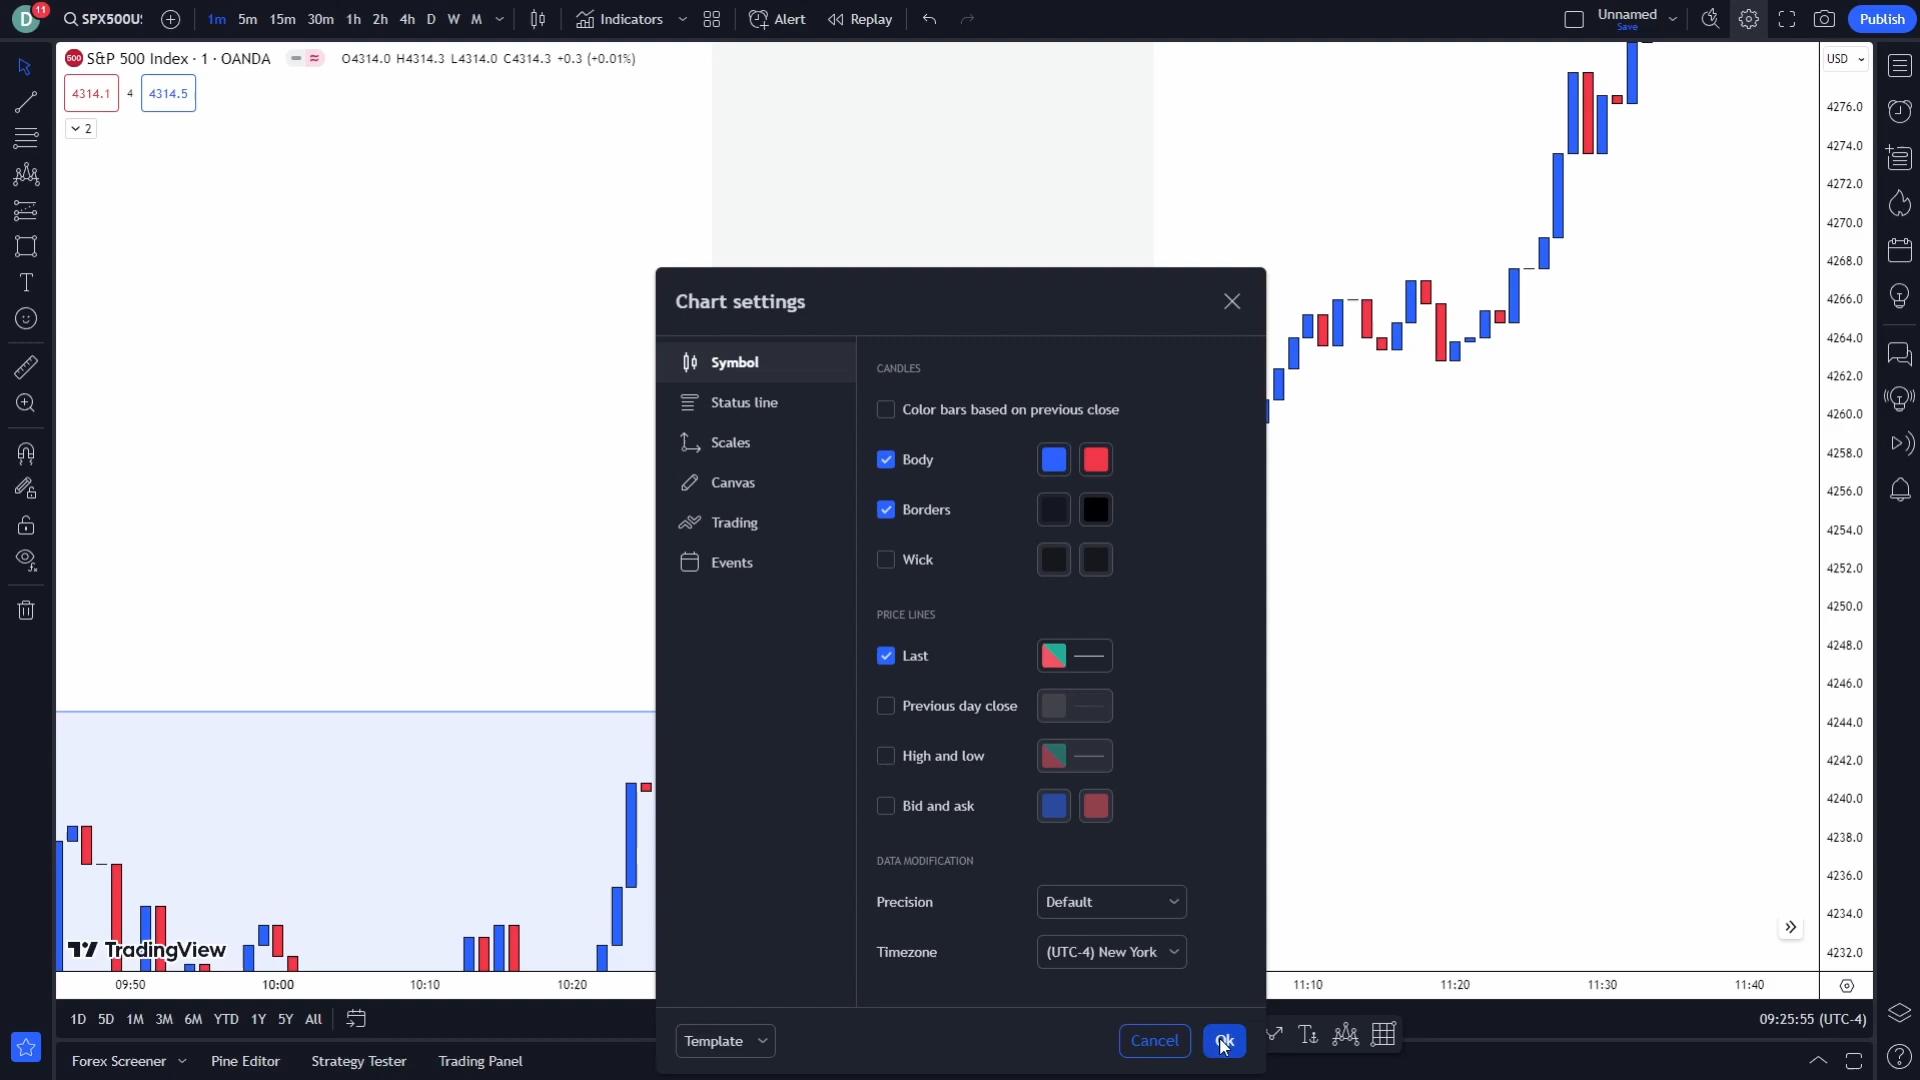 D 11 SPX500U 1m 5m 15m 30m 1h 2h 4h D W M Indicators Alert Replay Unnamed Save Publish
500 S&P 500 Index · 1 · OANDA O4314.0 H4314.3 L4314.0 C4314.3 +0.3 (+0.01%) USD
4314.1 4 4314.5
2
4276.0
4274.0
4272.0
4270.0
4268.0
4266.0
4264.0
4262.0
4260.0
4258.0
4256.0
4254.0
4252.0
4250.0
4248.0
4246.0
4244.0
4242.0
4240.0
4238.0
4236.0
4234.0
4232.0
Chart settings
Symbol
Status line
Scales
Canvas
Trading
Events
CANDLES
Color bars based on previous close
Body
Borders
Wick
PRICE LINES
Last
Previous day close
High and low
Bid and ask
DATA MODIFICATION
Precision Default
Timezone (UTC-4) New York
Template Cancel Ok
TradingView
09:50 10:00 10:10 10:20 11:10 11:20 11:30 11:40
1D 5D 1M 3M 6M YTD 1Y 5Y All 09:25:55 (UTC-4)
Forex Screener Pine Editor Strategy Tester Trading Panel